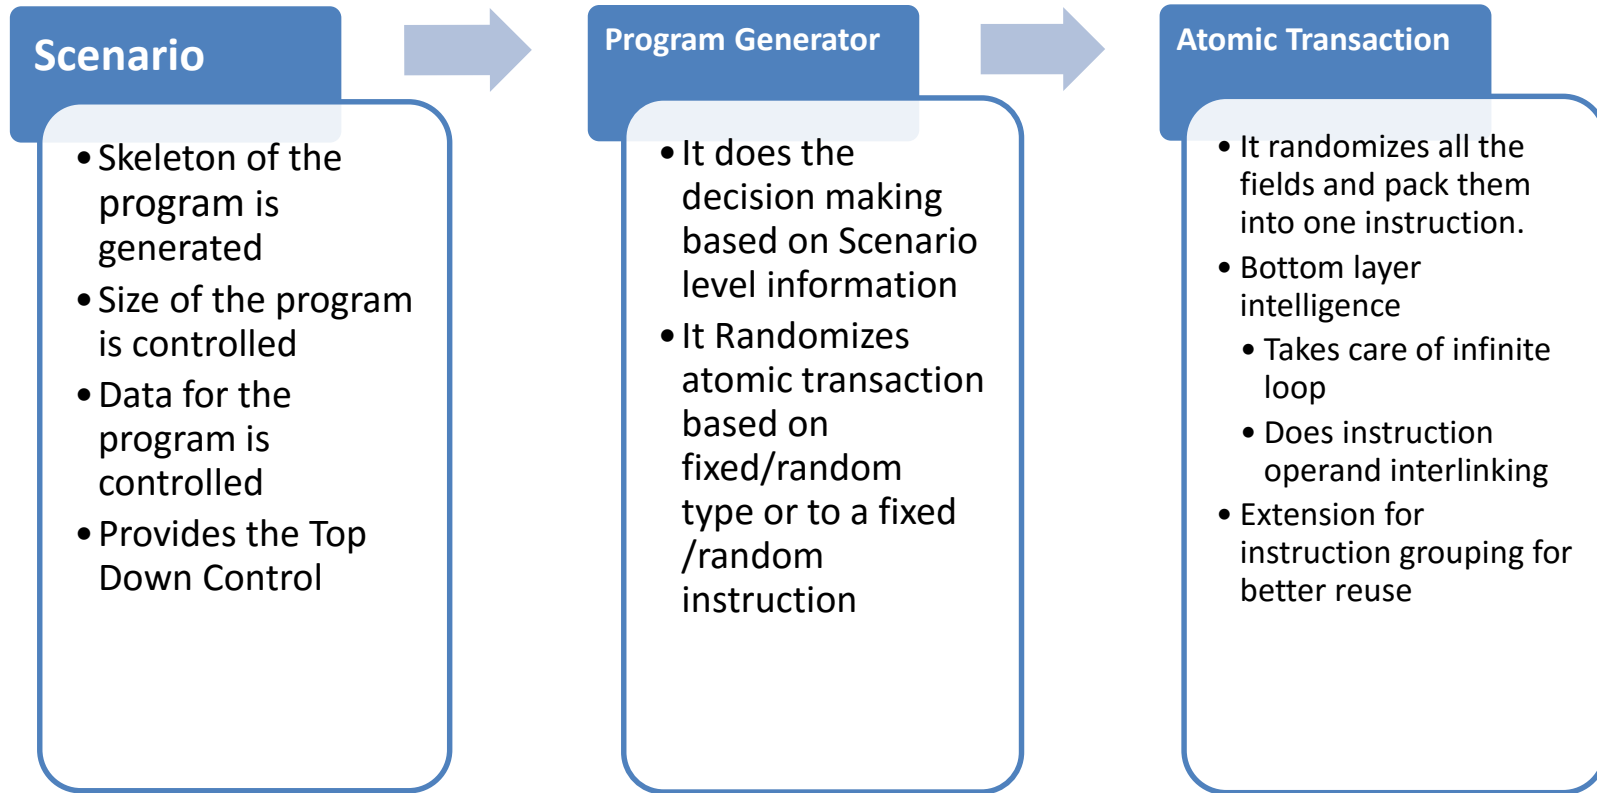 Scenario
• Skeleton of the
program is
generated
• Size of the program
is controlled
• Data for the
program is
controlled
• Provides the Top
Down Control
Program Generator
• It does the
decision making
based on Scenario
level information
• It Randomizes
atomic transaction
based on
fixed/random
type or to a fixed
/random
instruction
Atomic Transaction
• It randomizes all the
fields and pack them
into one instruction.
• Bottom layer
intelligence
• Takes care of infinite
loop
• Does instruction
operand interlinking
• Extension for
instruction grouping for
better reuse